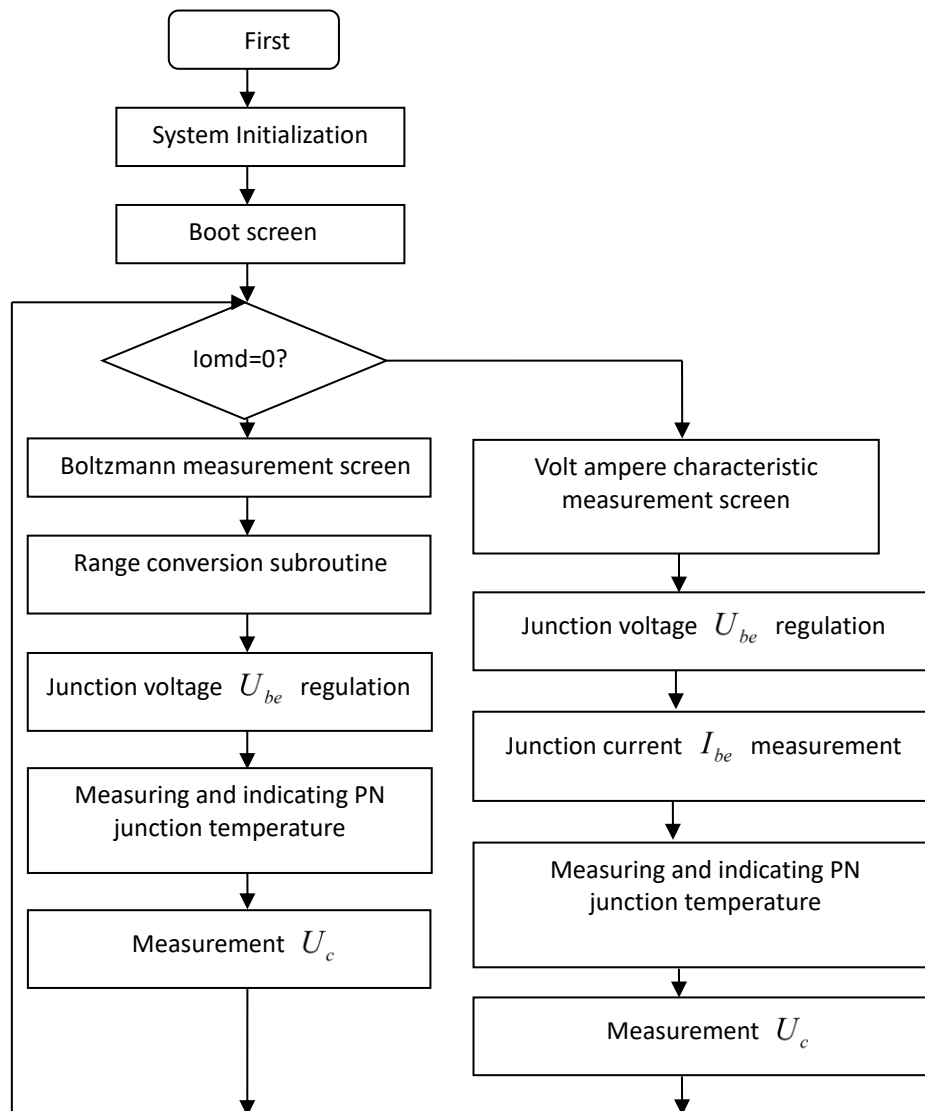 First
System Initialization
Boot screen
Iomd=0?
Boltzmann measurement screen
Range conversion subroutine
Junction voltage U_be regulation
Measuring and indicating PN
junction temperature
Measurement U_c
Volt ampere characteristic
measurement screen
Junction voltage U_be regulation
Junction current I_be measurement
Measuring and indicating PN
junction temperature
Measurement U_c